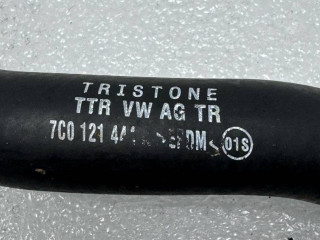 TRISTONE
TTR VW AG TR
7C0 121 01S